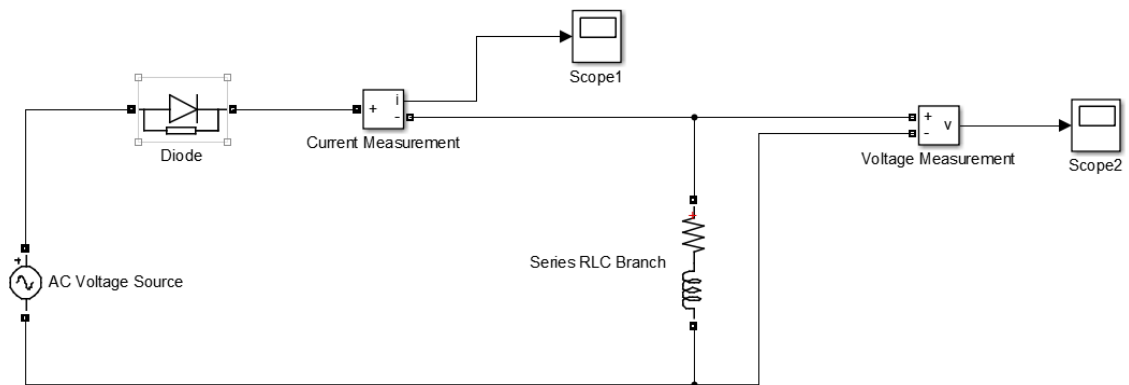 Scope1
Diode
+
i
-
Current Measurement
+
-
v
Voltage Measurement
Scope2
+
AC Voltage Source
+
Series RLC Branch